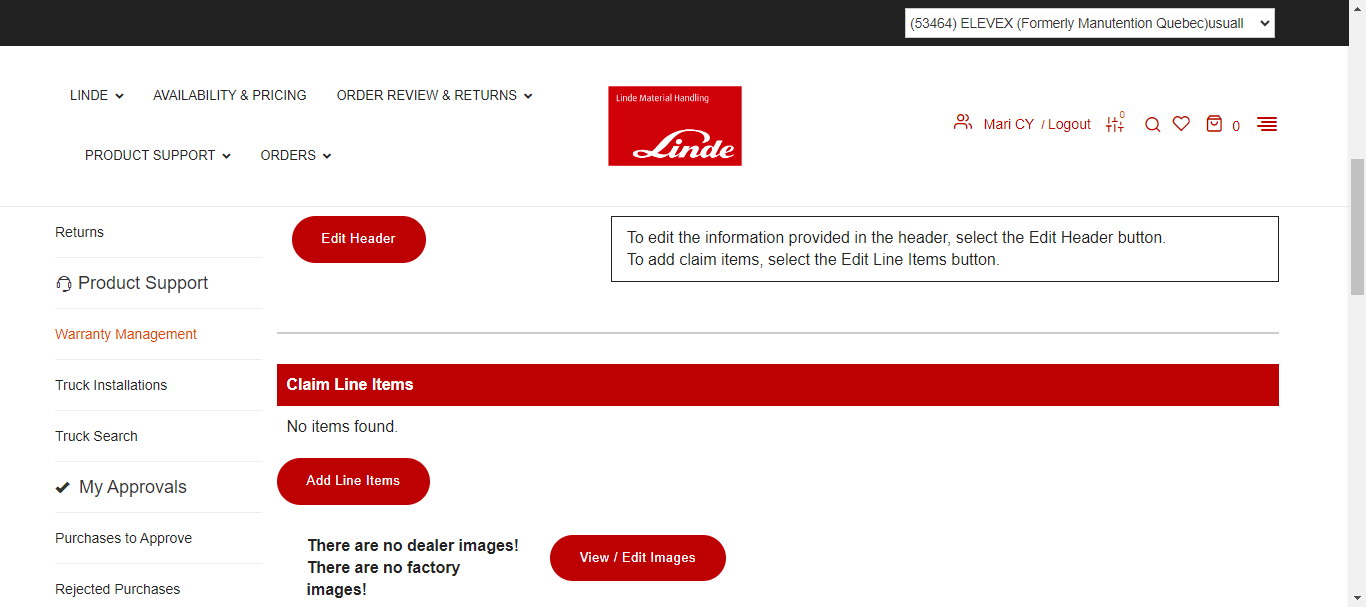 (53464) ELEVEX (Formerly Manutention Quebec)usuall
LINDE
AVAILABILITY & PRICING
ORDER REVIEW & RETURNS
PRODUCT SUPPORT
ORDERS
Linde Material Handling
Linde
Mari CY / Logout
0
0
Returns
Product Support
Warranty Management
Truck Installations
Truck Search
My Approvals
Purchases to Approve
Rejected Purchases
Edit Header
To edit the information provided in the header, select the Edit Header button.
To add claim items, select the Edit Line Items button.
Claim Line Items
No items found.
Add Line Items
There are no dealer images!
There are no factory
images!
View / Edit Images